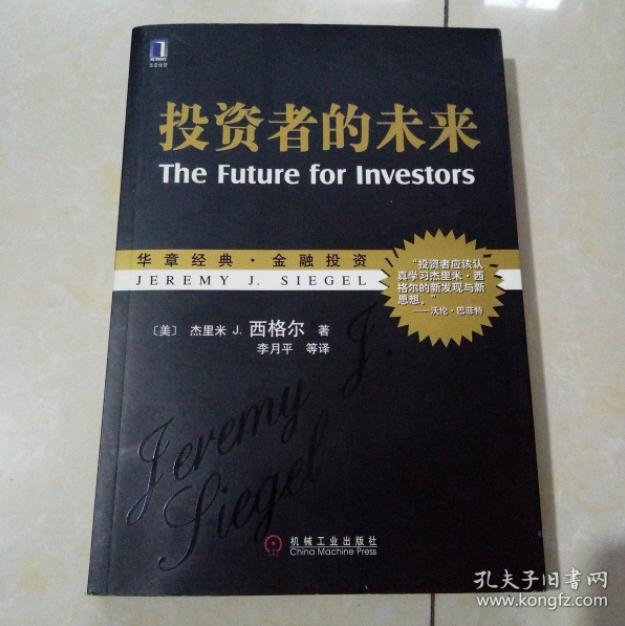 华章经管
投资者的未来
The Future for Investors
华章经典·金融投资
JEREMY J. SIEGEL
“投资者应该认
真学习杰里米·西
格尔的新发现与新
思想。”
——沃伦·巴菲特
〔美〕 杰里米 J. 西格尔 著
李月平 等译
Jeremy J.
Siegel
机械工业出版社
China Machine Press
孔夫子旧书网
www.kongfz.com